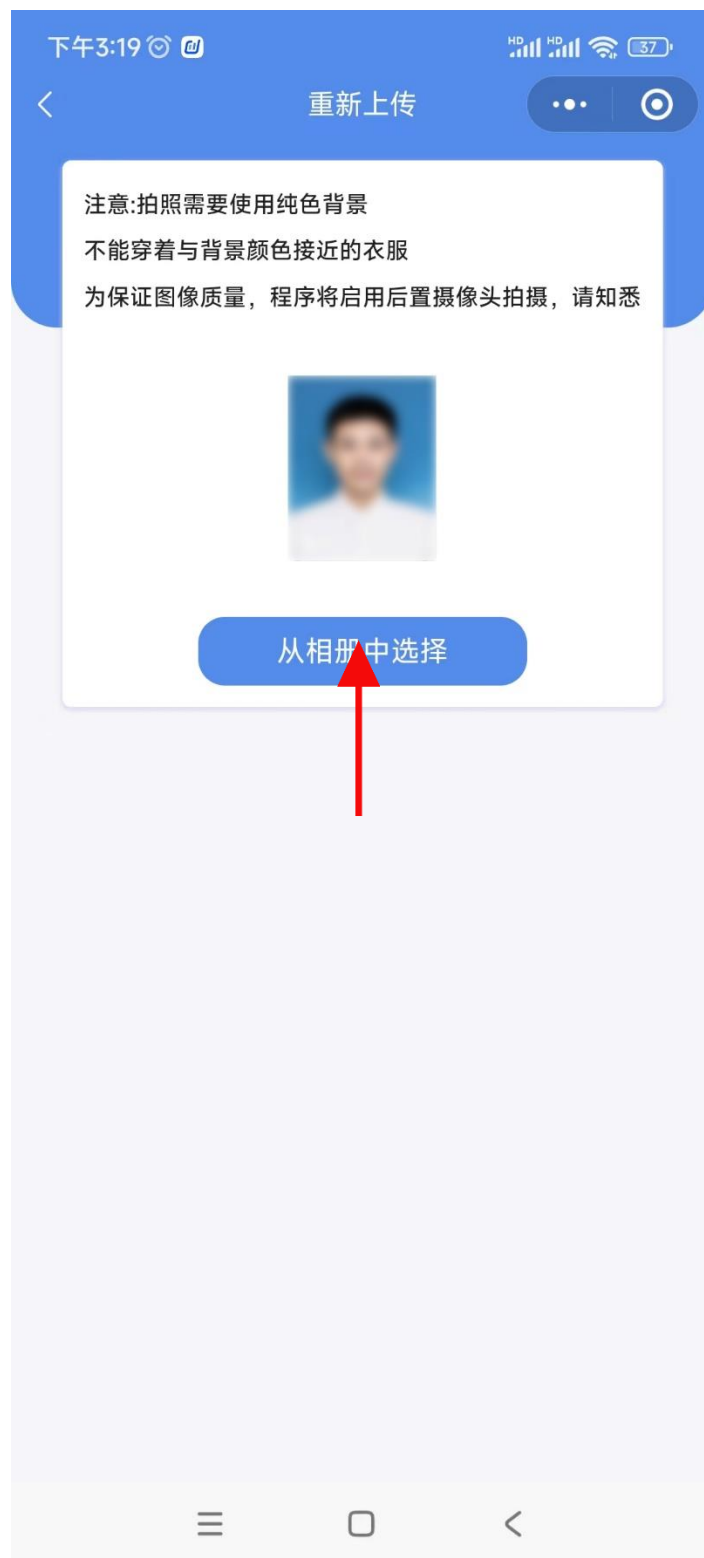 下午3:19
HD HD 37
重新上传
注意:拍照需要使用纯色背景
不能穿着与背景颜色接近的衣服
为保证图像质量，程序将启用后置摄像头拍摄，请知悉
从相册中选择